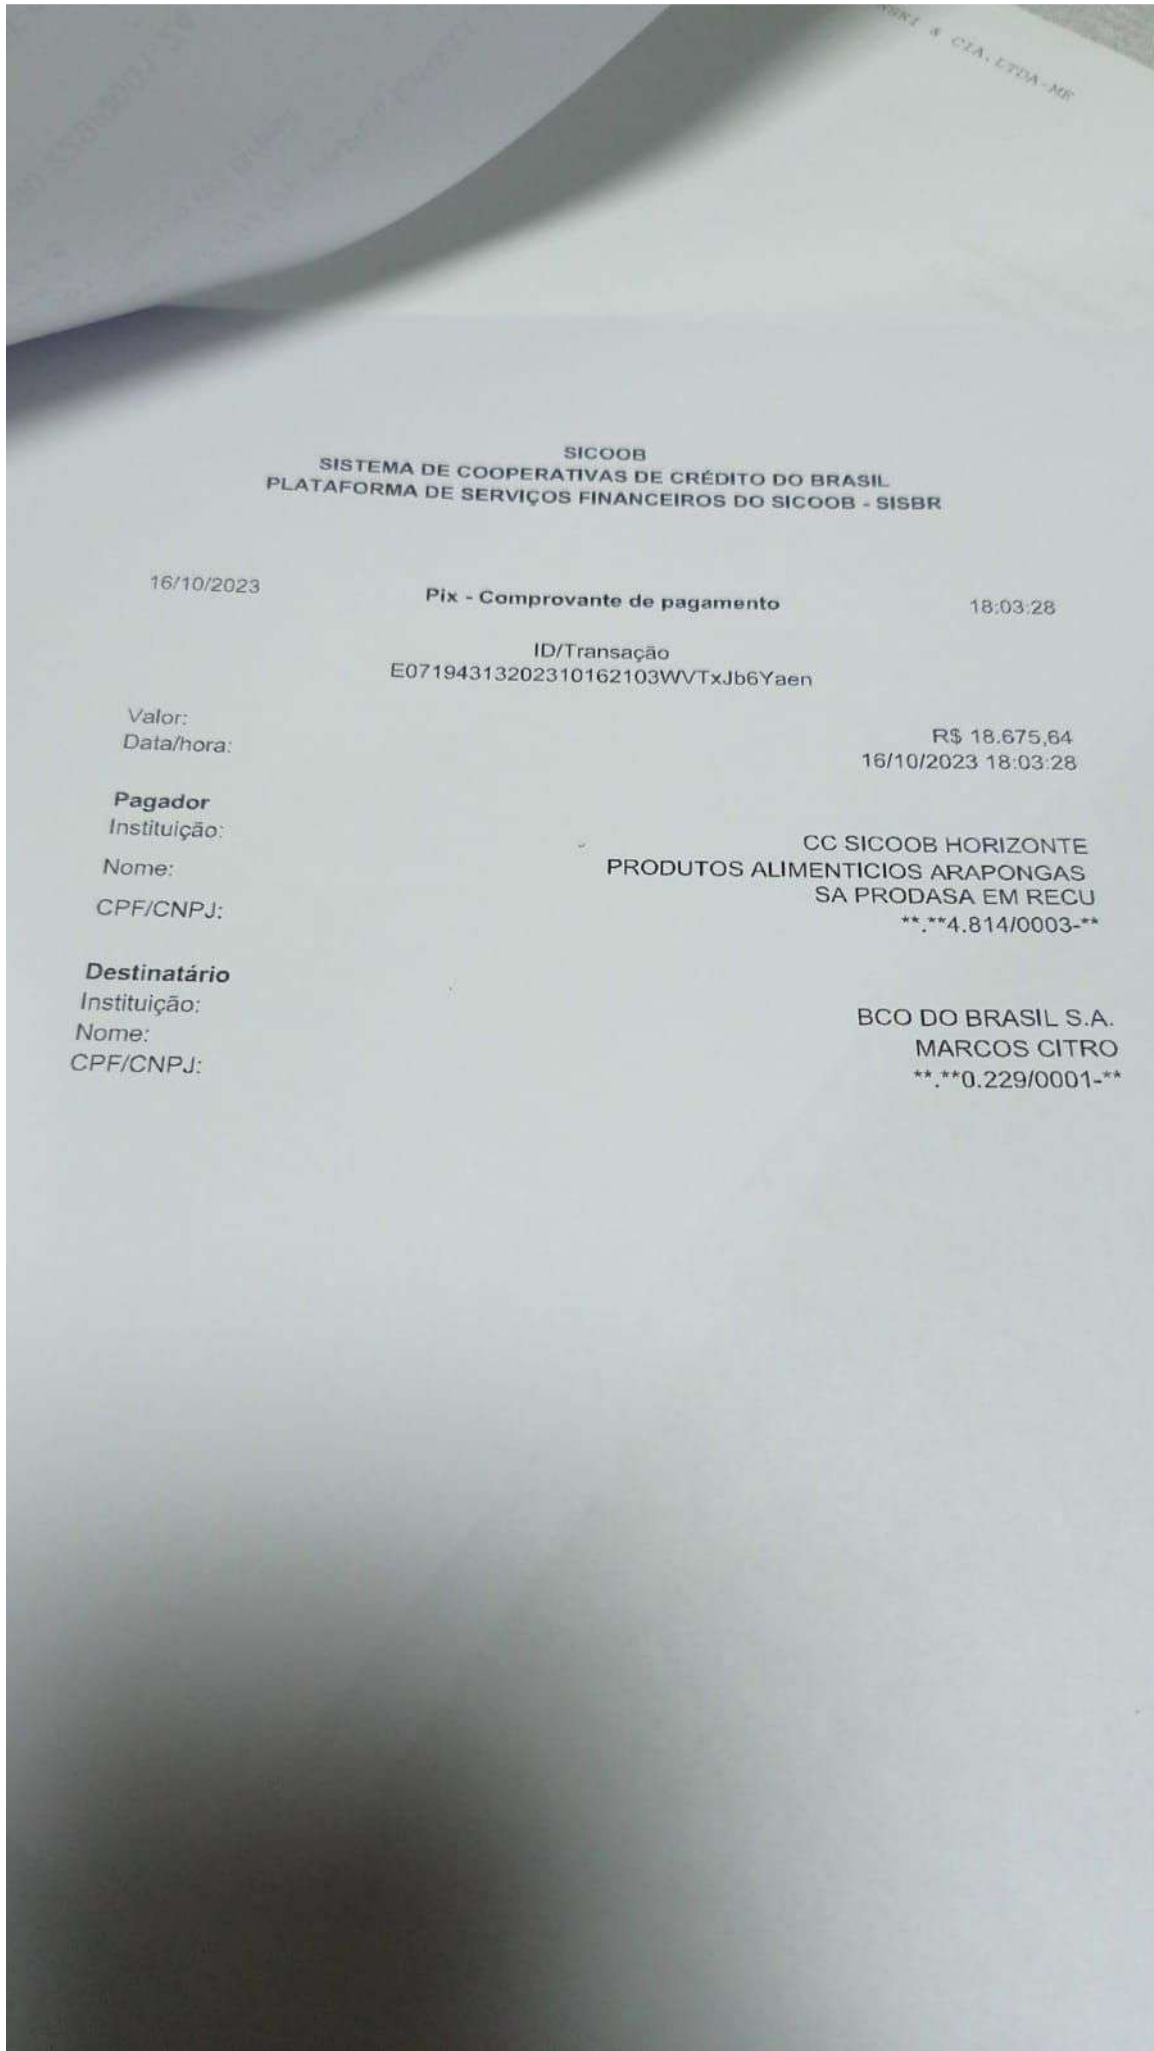 & CIA.LTDA-ME
SICOOB
SISTEMA DE COOPERATIVAS DE CRÉDITO DO BRASIL
PLATAFORMA DE SERVIÇOS FINANCEIROS DO SICOOB - SISBR
16/10/2023 Pix - Comprovante de pagamento 18:03:28
ID/Transação
E07194313202310162103WVTxJb6Yaen
Valor: R$ 18.675,64
Data/hora: 16/10/2023 18:03:28
Pagador
Instituição: CC SICOOB HORIZONTE
Nome: PRODUTOS ALIMENTICIOS ARAPONGAS
SA PRODASA EM RECU
CPF/CNPJ: **.**4.814/0003-**
Destinatário
Instituição: BCO DO BRASIL S.A.
Nome: MARCOS CITRO
CPF/CNPJ: **.**0.229/0001-**